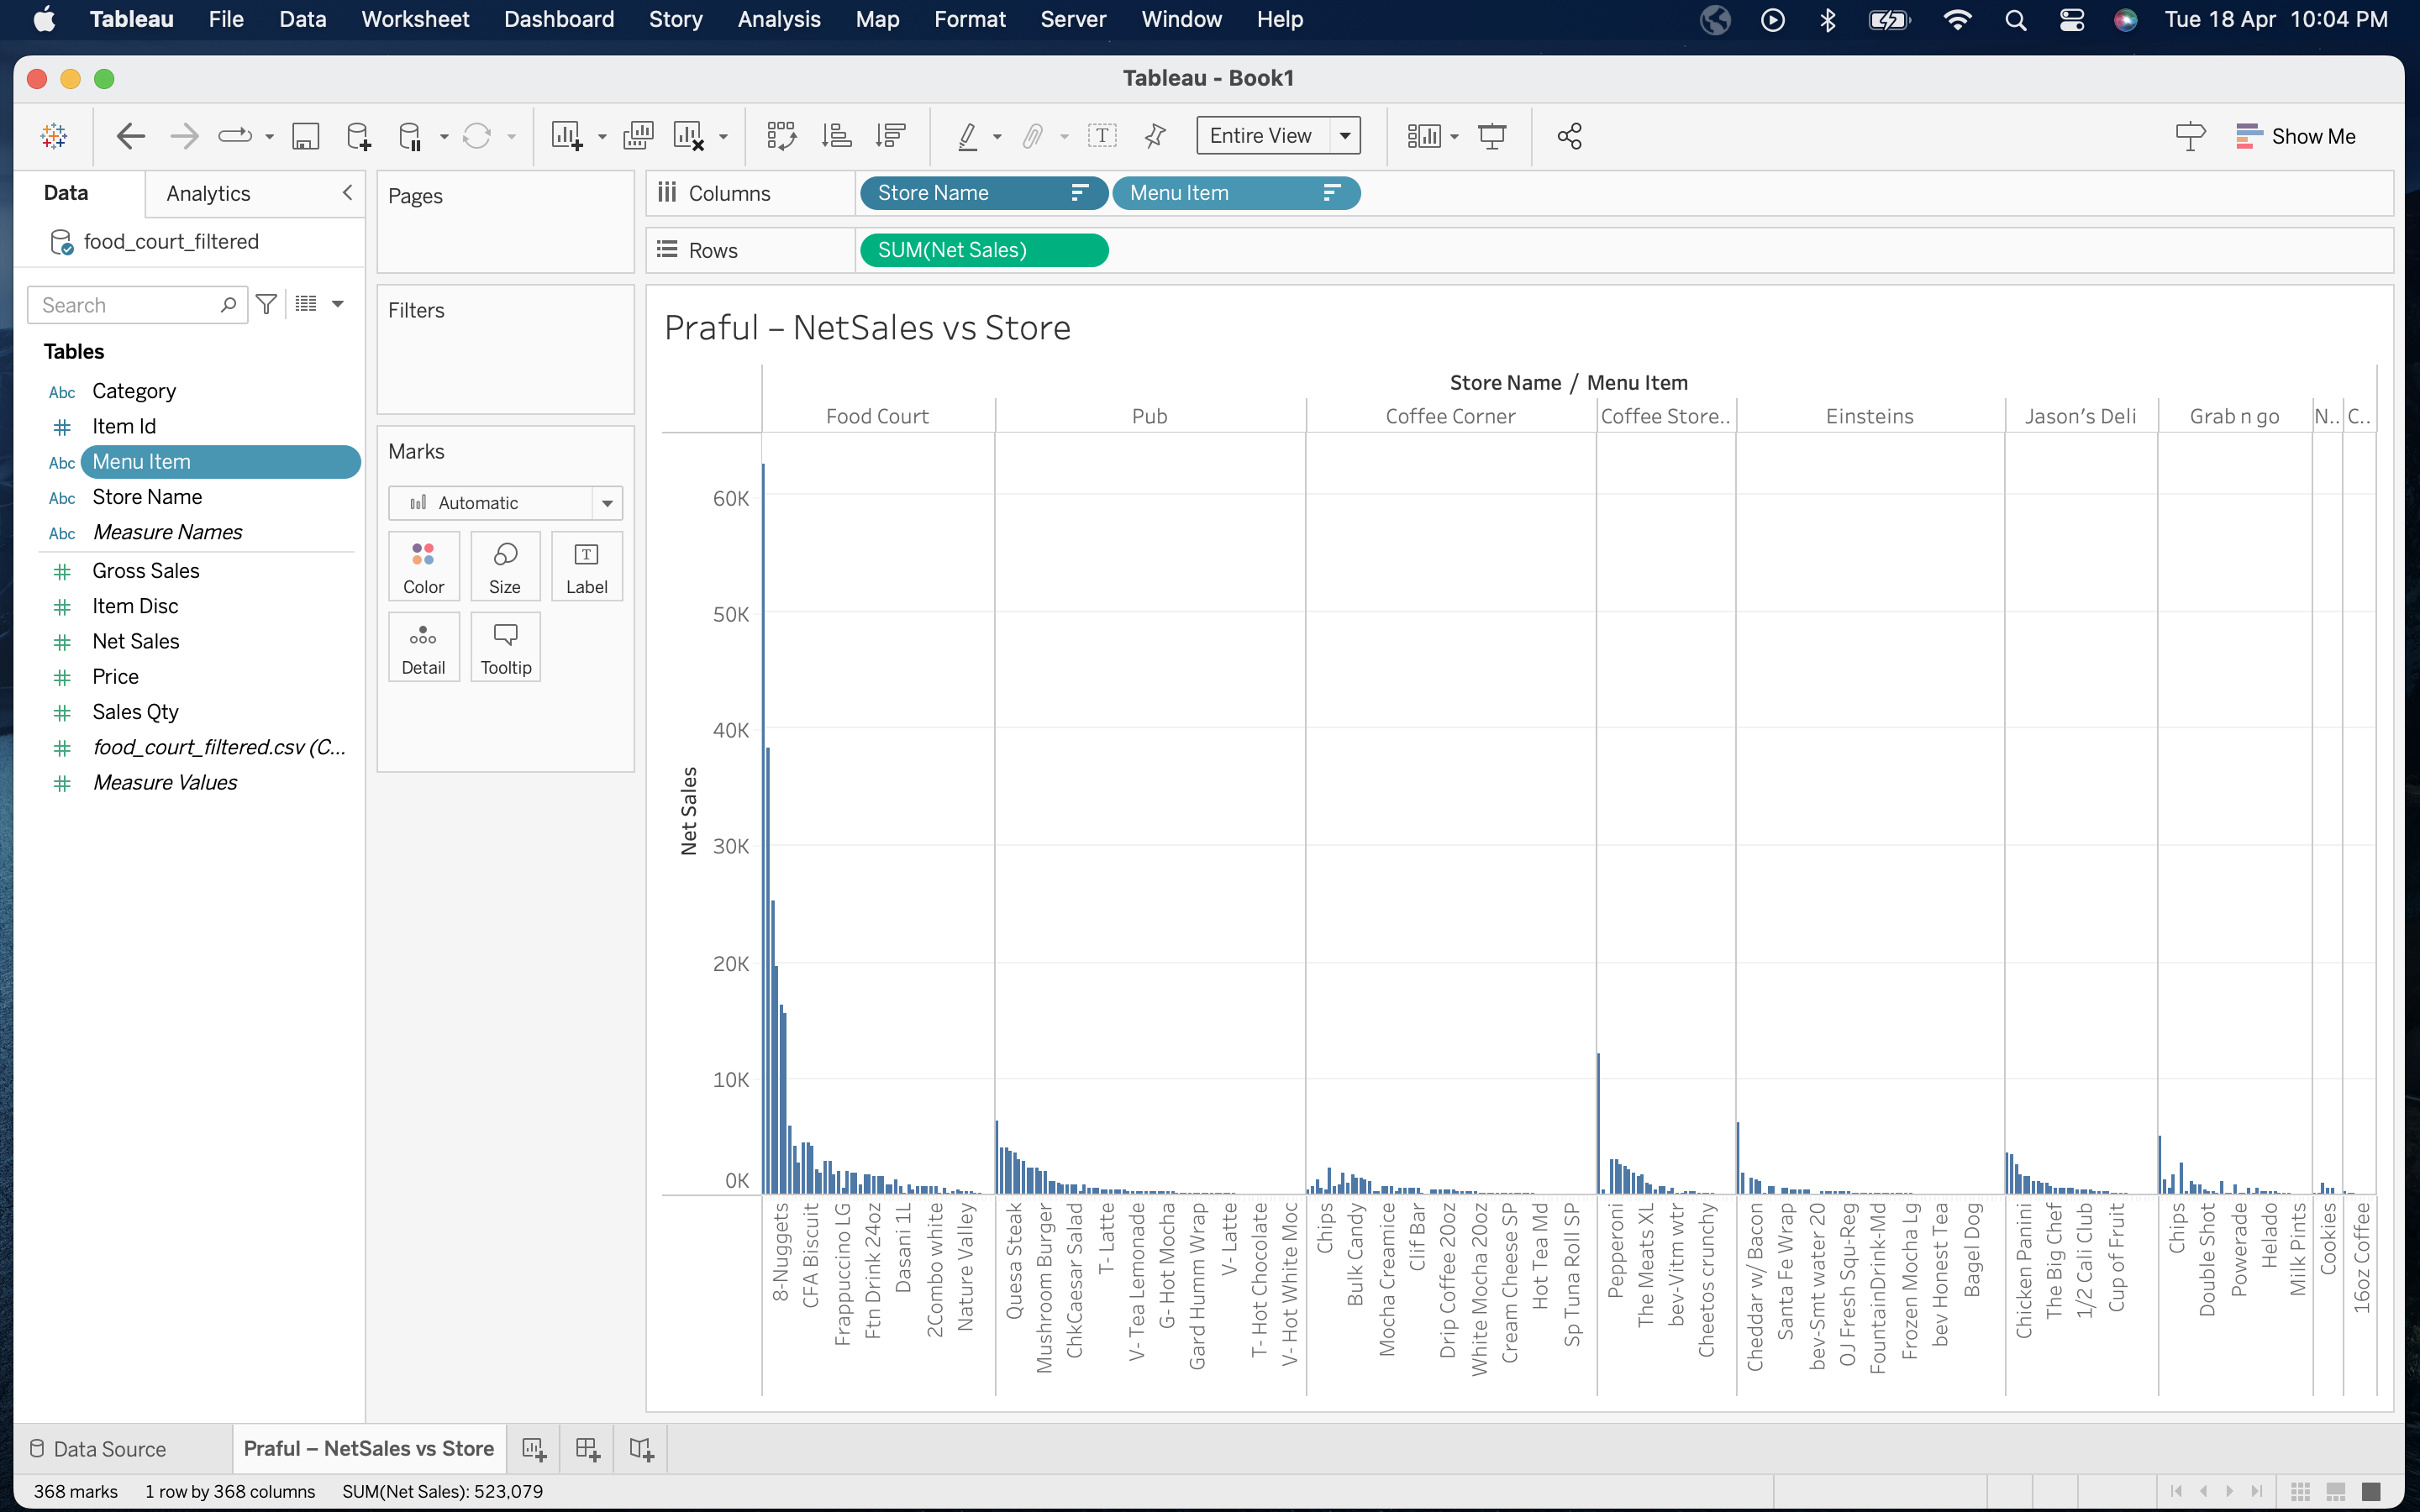 Tableau File Data Worksheet Dashboard Story Analysis Map Format Server Window Help Tue 18 Apr 10:04 PM
Tableau - Book1
Entire View Show Me
Data Analytics
food_court_filtered
Search
Tables
Abc Category
Item Id
Abc Menu Item
Abc Store Name
Abc Measure Names
Gross Sales
Item Disc
Net Sales
Price
Sales Qty
food_court_filtered.csv (C...
Measure Values
Pages
Filters
Marks
Automatic
Color Size Label
Detail Tooltip
Columns Store Name Menu Item
Rows SUM(Net Sales)
Praful – NetSales vs Store
Store Name / Menu Item
Food Court Pub Coffee Corner Coffee Store.. Einsteins Jason's Deli Grab n go N.. C..
60K
50K
40K
30K
20K
10K
0K
Net Sales
8-Nuggets
CFA Biscuit
Frappuccino LG
Ftn Drink 24oz
Dasani 1L
2Combo white
Nature Valley
Quesa Steak
Mushroom Burger
ChkCaesar Salad
T- Latte
V- Tea Lemonade
G- Hot Mocha
Gard Humm Wrap
V- Latte
T- Hot Chocolate
V- Hot White Moc
Chips
Bulk Candy
Mocha Creamice
Clif Bar
Drip Coffee 20oz
White Mocha 20oz
Cream Cheese SP
Hot Tea Md
Sp Tuna Roll SP
Pepperoni
The Meats XL
bev-Vitm wtr
Cheetos crunchy
Cheddar w/ Bacon
Santa Fe Wrap
bev-Smt water 20
OJ Fresh Squ-Reg
FountainDrink-Md
Frozen Mocha Lg
bev Honest Tea
Bagel Dog
Chicken Panini
The Big Chef
1/2 Cali Club
Cup of Fruit
Chips
Double Shot
Powerade
Helado
Milk Pints
Cookies
16oz Coffee
Data Source Praful – NetSales vs Store
368 marks 1 row by 368 columns SUM(Net Sales): 523,079